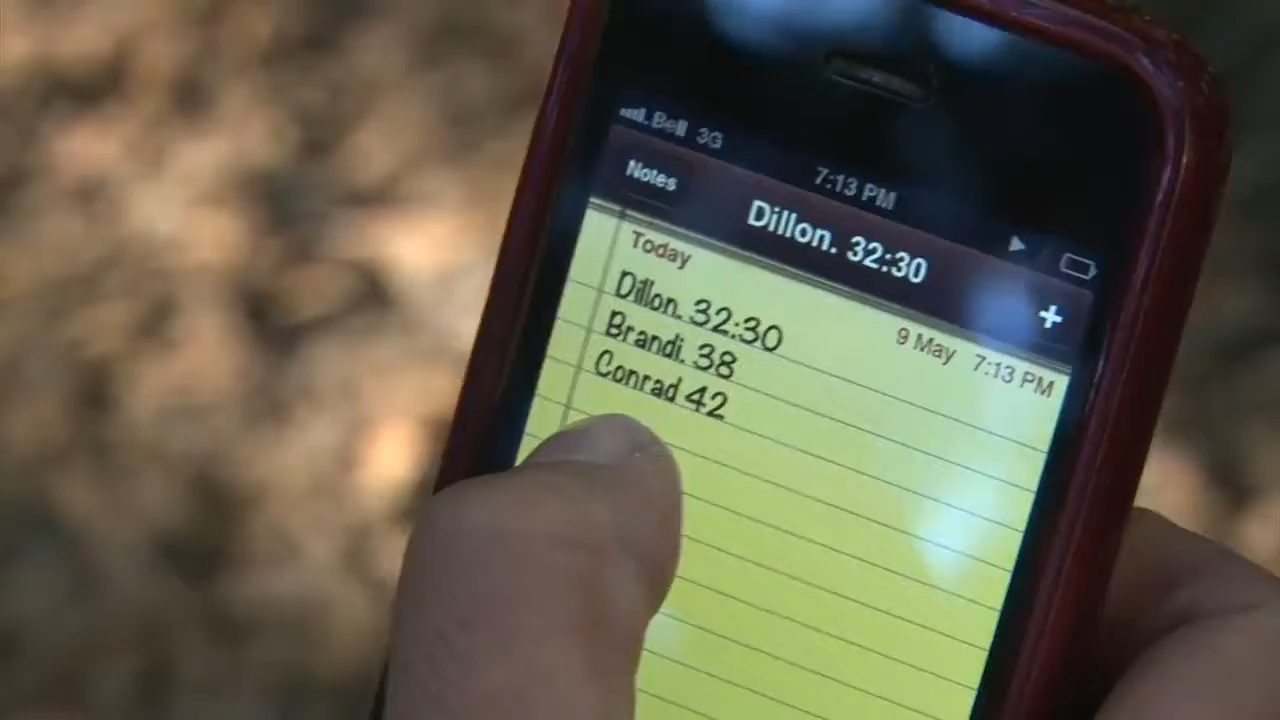 Bell 3G
7:13 PM
Notes
Dillon. 32:30
+
Today
9 May 7:13 PM
Dillon. 32:30
Brandi. 38
Conrad 42